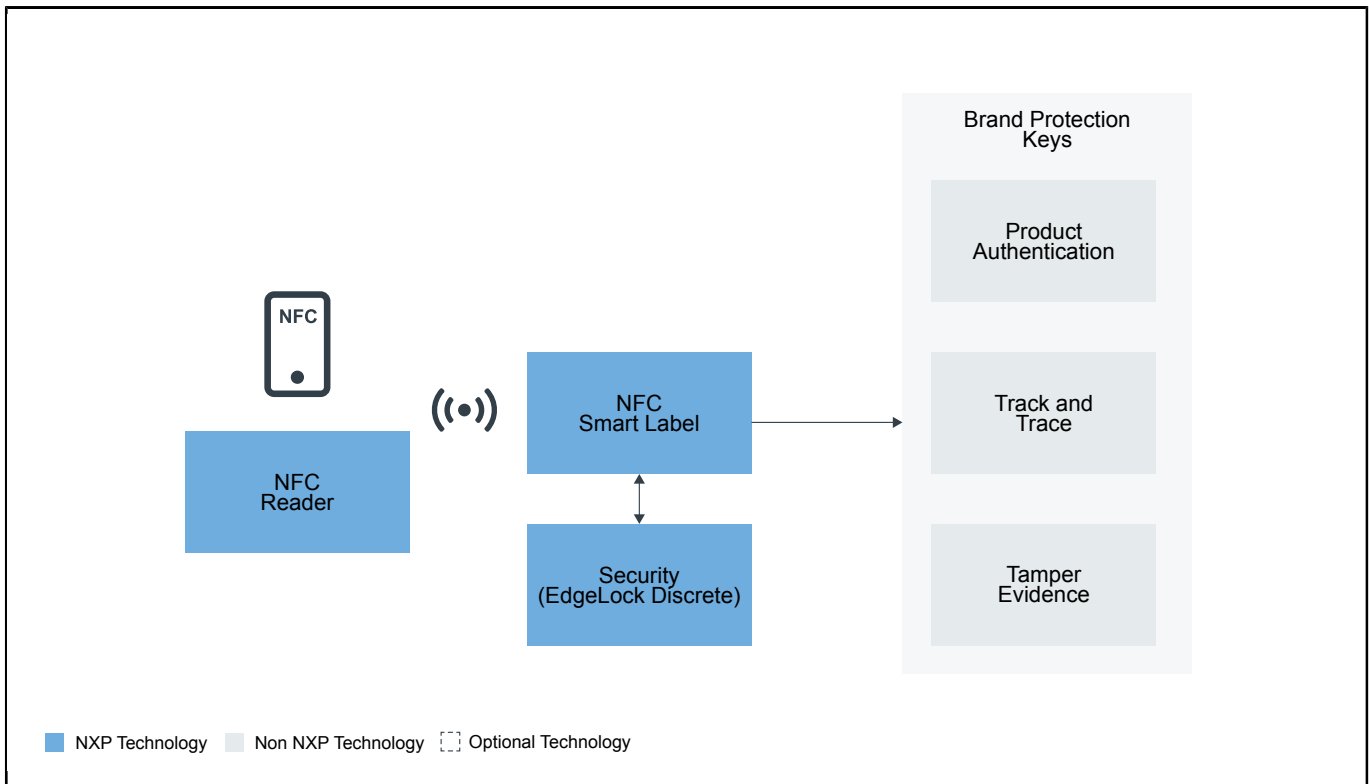 Brand Protection
Keys
Product
Authentication
NFC
NFC
Smart Label
Track and
Trace
NFC
Reader
Security
(EdgeLock Discrete)
Tamper
Evidence
NXP Technology
Non NXP Technology
Optional Technology